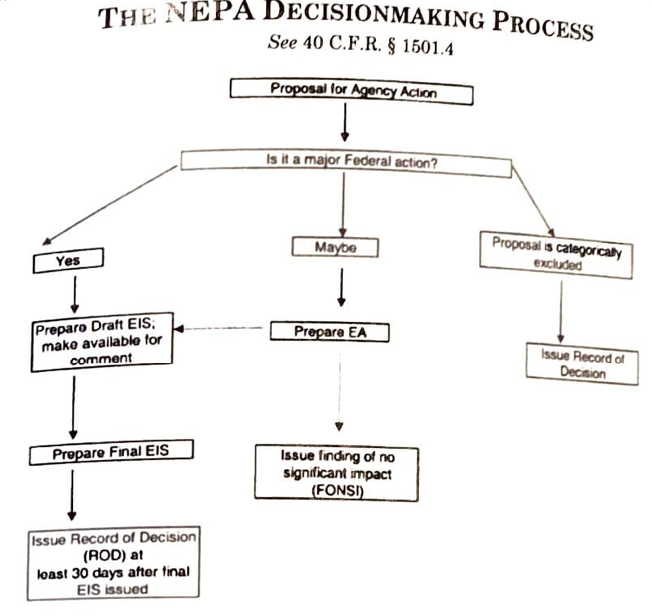 THE NEPA DECISIONMAKING PROCESS
See 40 C.F.R. § 1501.4
Proposal for Agency Action
Is it a major Federal action?
Yes
Maybe
Proposal is categorically
excluded
Prepare Draft EIS;
make available for
comment
Prepare EA
Issue Record of
Decision
Prepare Final EIS
Issue finding of no
significant impact
(FONSI)
Issue Record of Decision
(ROD) at
least 30 days after final
EIS issued